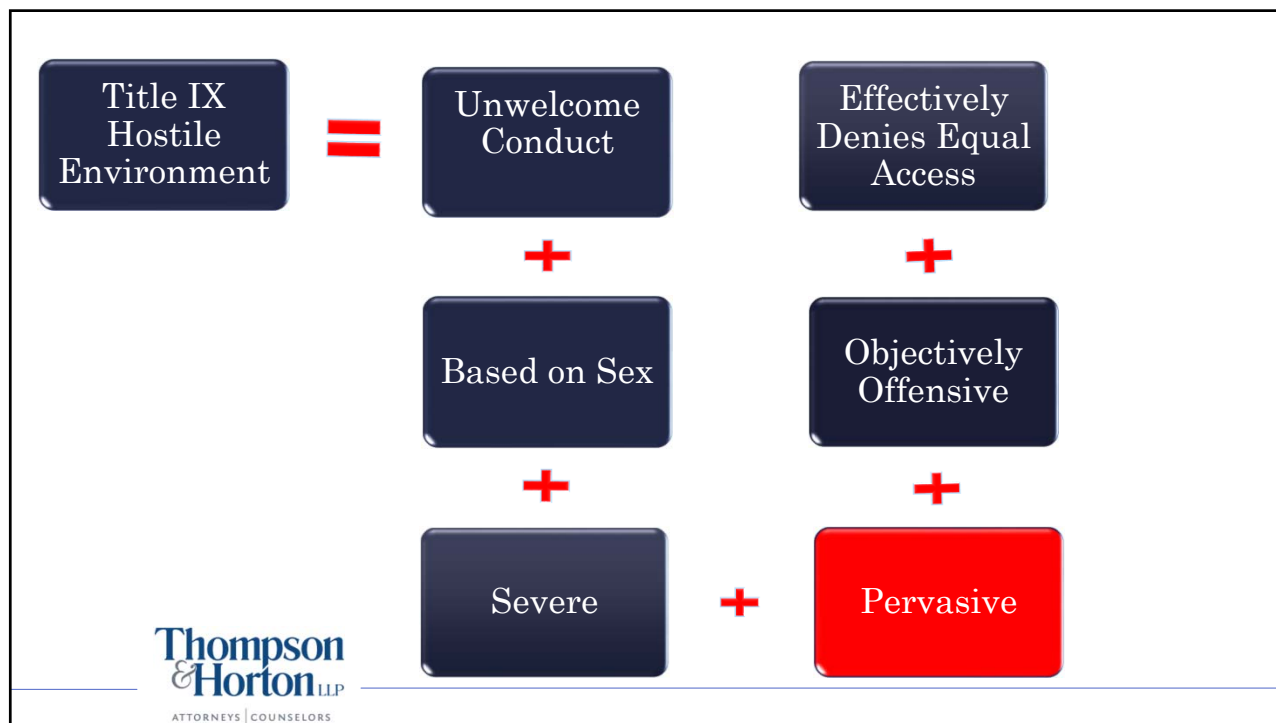 Title IX
Hostile
Environment
=
Unwelcome
Conduct
+
Based on Sex
+
Severe
+
Pervasive
+
Objectively
Offensive
+
Effectively
Denies Equal
Access
Thompson
& Horton LLP
ATTORNEYS | COUNSELORS